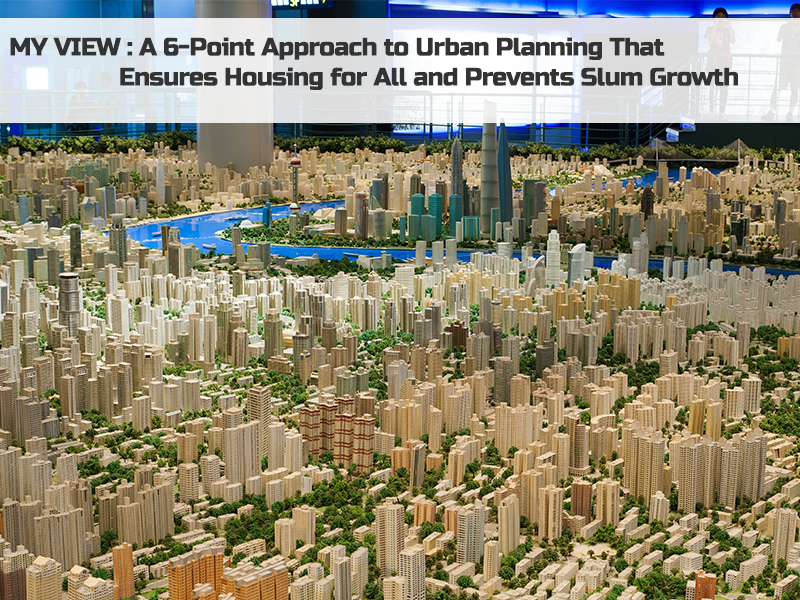 MY VIEW : A 6-Point Approach to Urban Planning That
Ensures Housing for All and Prevents Slum Growth